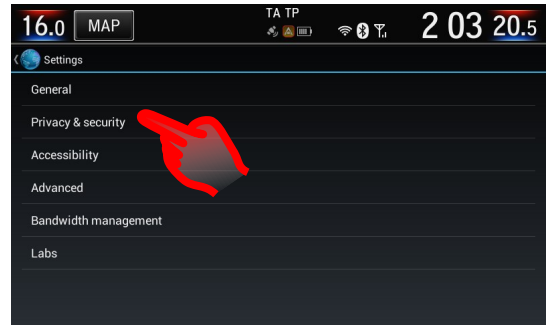 TA TP
16.0 MAP 2 03 20.5
Settings
General
Privacy & security
Accessibility
Advanced
Bandwidth management
Labs